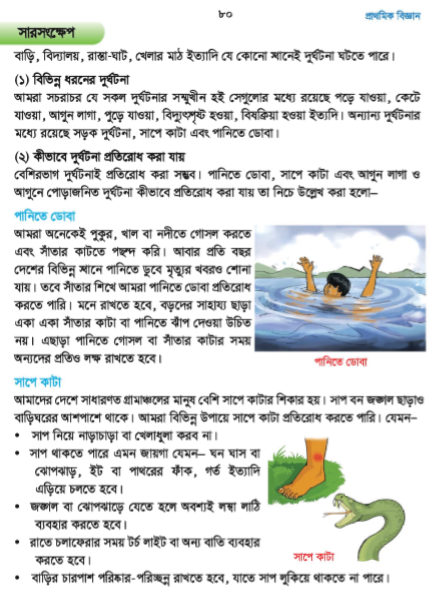 ৮০
প্রাথমিক বিজ্ঞান
সারসংক্ষেপ
বাড়ি, বিদ্যালয়, রাস্তা-ঘাট, খেলার মাঠ ইত্যাদি যে কোনো স্থানেই দুর্ঘটনা ঘটতে পারে।
(১) বিভিন্ন ধরনের দুর্ঘটনা
আমরা সচরাচর যে সকল দুর্ঘটনার সম্মুখীন হই সেগুলোর মধ্যে রয়েছে পড়ে যাওয়া, কেটে
যাওয়া, আগুন লাগা, পুড়ে যাওয়া, বিদ্যুৎস্পৃষ্ট হওয়া, বিষক্রিয়া হওয়া ইত্যাদি। অন্যান্য দুর্ঘটনার
মধ্যে রয়েছে সড়ক দুর্ঘটনা, সাপে কাটা এবং পানিতে ডোবা।
(২) কীভাবে দুর্ঘটনা প্রতিরোধ করা যায়
বেশিরভাগ দুর্ঘটনাই প্রতিরোধ করা সম্ভব। পানিতে ডোবা, সাপে কাটা এবং আগুন লাগা ও
আগুনে পোড়াজনিত দুর্ঘটনা কীভাবে প্রতিরোধ করা যায় তা নিচে উল্লেখ করা হলো–
পানিতে ডোবা
আমরা অনেকেই পুকুর, খাল বা নদীতে গোসল করতে
এবং সাঁতার কাটতে পছন্দ করি। আবার প্রতি বছর
দেশের বিভিন্ন স্থানে পানিতে ডুবে মৃত্যুর খবরও শোনা
যায়। তবে সাঁতার শিখে আমরা পানিতে ডোবা প্রতিরোধ
করতে পারি। মনে রাখতে হবে, বড়দের সাহায্য ছাড়া
একা একা সাঁতার কাটা বা পানিতে ঝাঁপ দেওয়া উচিত
নয়। এছাড়া পানিতে গোসল বা সাঁতার কাটার সময়
অন্যদের প্রতিও লক্ষ রাখতে হবে।
পানিতে ডোবা
সাপে কাটা
আমাদের দেশে সাধারণত গ্রামাঞ্চলের মানুষ বেশি সাপে কাটার শিকার হয়। সাপ বন জঙ্গল ছাড়াও
বাড়িঘরের আশপাশে থাকে। আমরা বিভিন্ন উপায়ে সাপে কাটা প্রতিরোধ করতে পারি। যেমন–
• সাপ নিয়ে নাড়াচাড়া বা খেলাধুলা করব না।
• সাপ থাকতে পারে এমন জায়গা যেমন– ঘন ঘাস বা
ঝোপঝাড়, ইট বা পাথরের ফাঁক, গর্ত ইত্যাদি
এড়িয়ে চলতে হবে।
• জঙ্গল বা ঝোপঝাড়ে যেতে হলে অবশ্যই লম্বা লাঠি
ব্যবহার করতে হবে।
• রাতে চলাফেরার সময় টর্চ লাইট বা অন্য বাতি ব্যবহার
করতে হবে।
সাপে কাটা
• বাড়ির চারপাশ পরিষ্কার-পরিচ্ছন্ন রাখতে হবে, যাতে সাপ লুকিয়ে থাকতে না পারে।